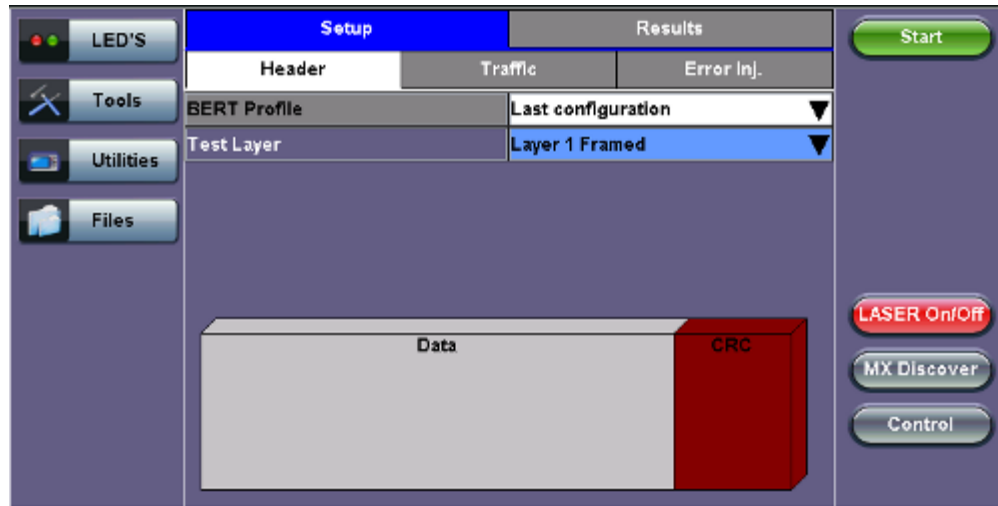 LED'S
Tools
Utilities
Files
Setup Results
Header Traffic Error Inj.
BERT Profile Last configuration
Test Layer Layer 1 Framed
Data CRC
Start
LASER On/Off
MX Discover
Control